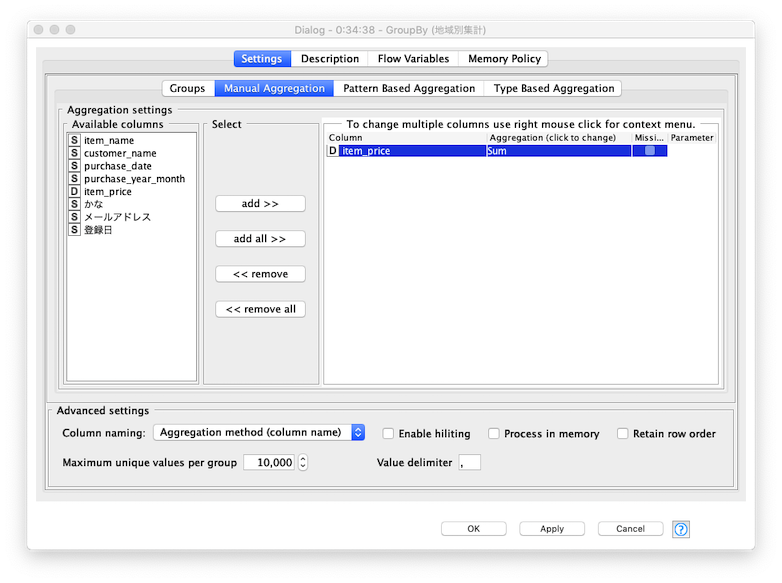 Dialog - 0:34:38 - GroupBy (地域別集計)
Settings Description Flow Variables Memory Policy
Groups Manual Aggregation Pattern Based Aggregation Type Based Aggregation
Aggregation settings
Available columns
S item_name
S customer_name
S purchase_date
S purchase_year_month
D item_price
S かな
S メールアドレス
S 登録日
Select
add >>
add all >>
<< remove
<< remove all
To change multiple columns use right mouse click for context menu.
Column Aggregation (click to change) Missi... Parameter
D item_price Sum
Advanced settings
Column naming: Aggregation method (column name) Enable hiliting Process in memory Retain row order
Maximum unique values per group 10,000 Value delimiter ,
OK Apply Cancel ?